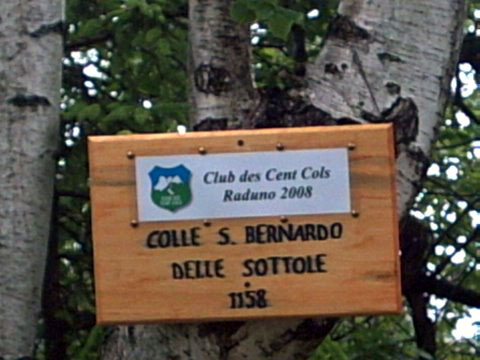 Club des Cent Cols
Raduno 2008
COLLE S. BERNARDO
DELLE SOTTOLE
1158